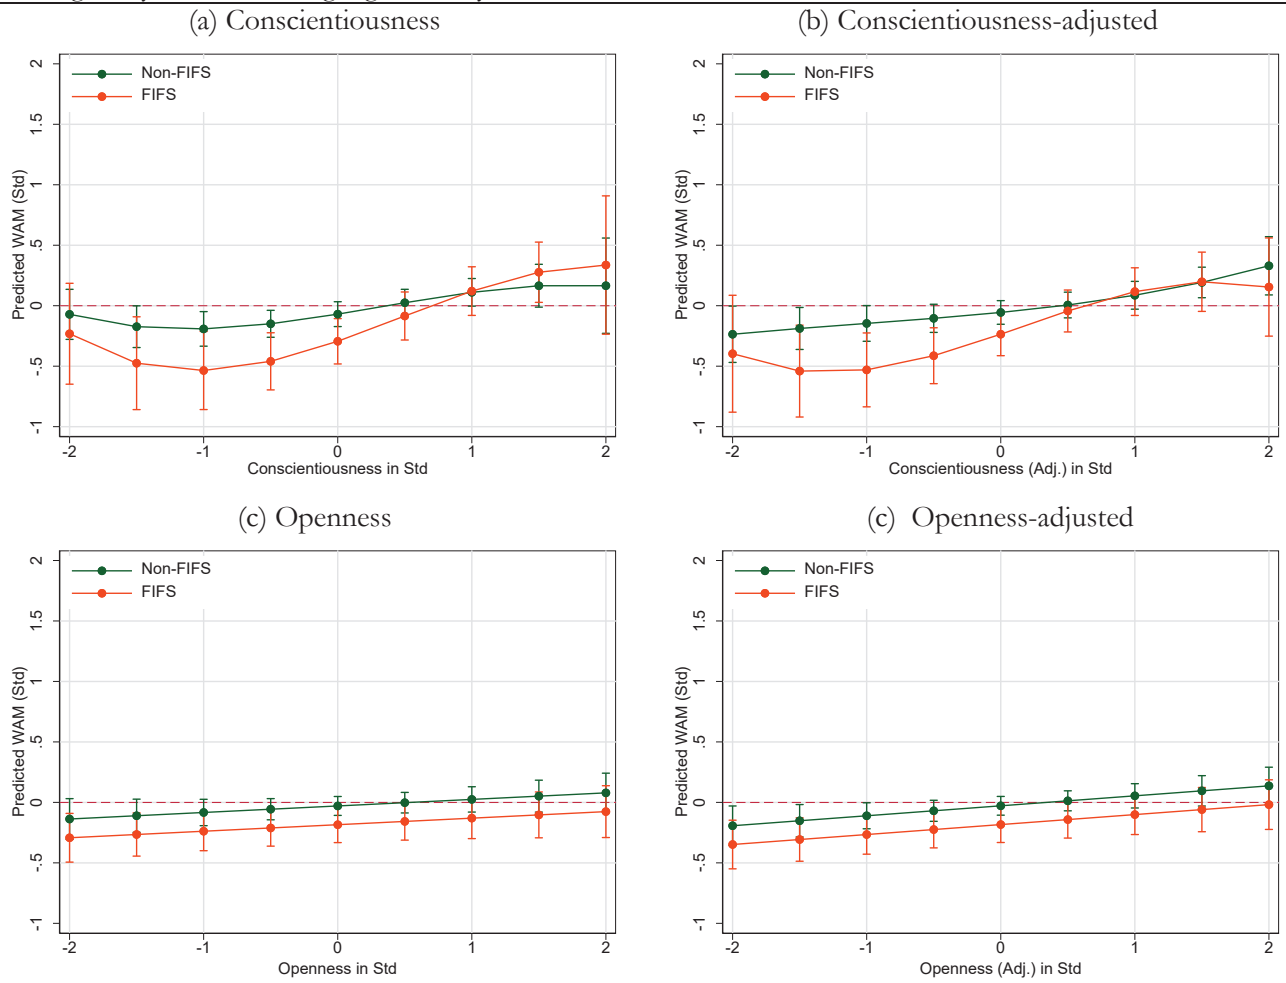 (a) Conscientiousness
(b) Conscientiousness-adjusted
Predicted WAM (Std)
2
1.5
1
.5
0
-.5
-1
Non-FIFS
FIFS
-2 -1 0 1 2
Conscientiousness in Std
Predicted WAM (Std)
2
1.5
1
.5
0
-.5
-1
Non-FIFS
FIFS
-2 -1 0 1 2
Conscientiousness (Adj.) in Std
(c) Openness
(c) Openness-adjusted
Predicted WAM (Std)
2
1.5
1
.5
0
-.5
-1
Non-FIFS
FIFS
-2 -1 0 1 2
Openness in Std
Predicted WAM (Std)
2
1.5
1
.5
0
-.5
-1
Non-FIFS
FIFS
-2 -1 0 1 2
Openness (Adj.) in Std